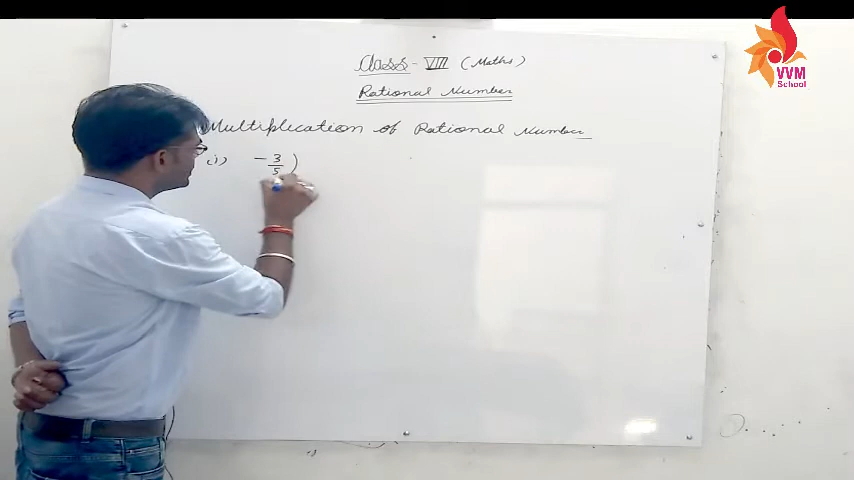 Class - VIII (Maths)
Rational Number
Multiplication of Rational Number
(i) -3/5 )
VVM
School